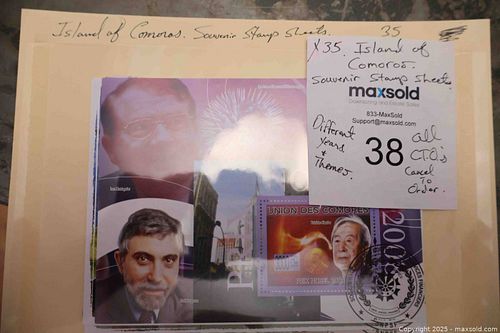 Island of Comoros. Souvenir Stamp Sheets. 35
X 35. Island of
Comoros.
Souvenir Stamp Sheets.
maxsold
Downsizing and Estate Sales
833-MaxSold
Support@maxsold.com
Different
Years
+
Themes.
38
all
CTO's
Cancel
To
Order.
UNION DES COMORES
2008
Copyright © 2025 - maxsold.com